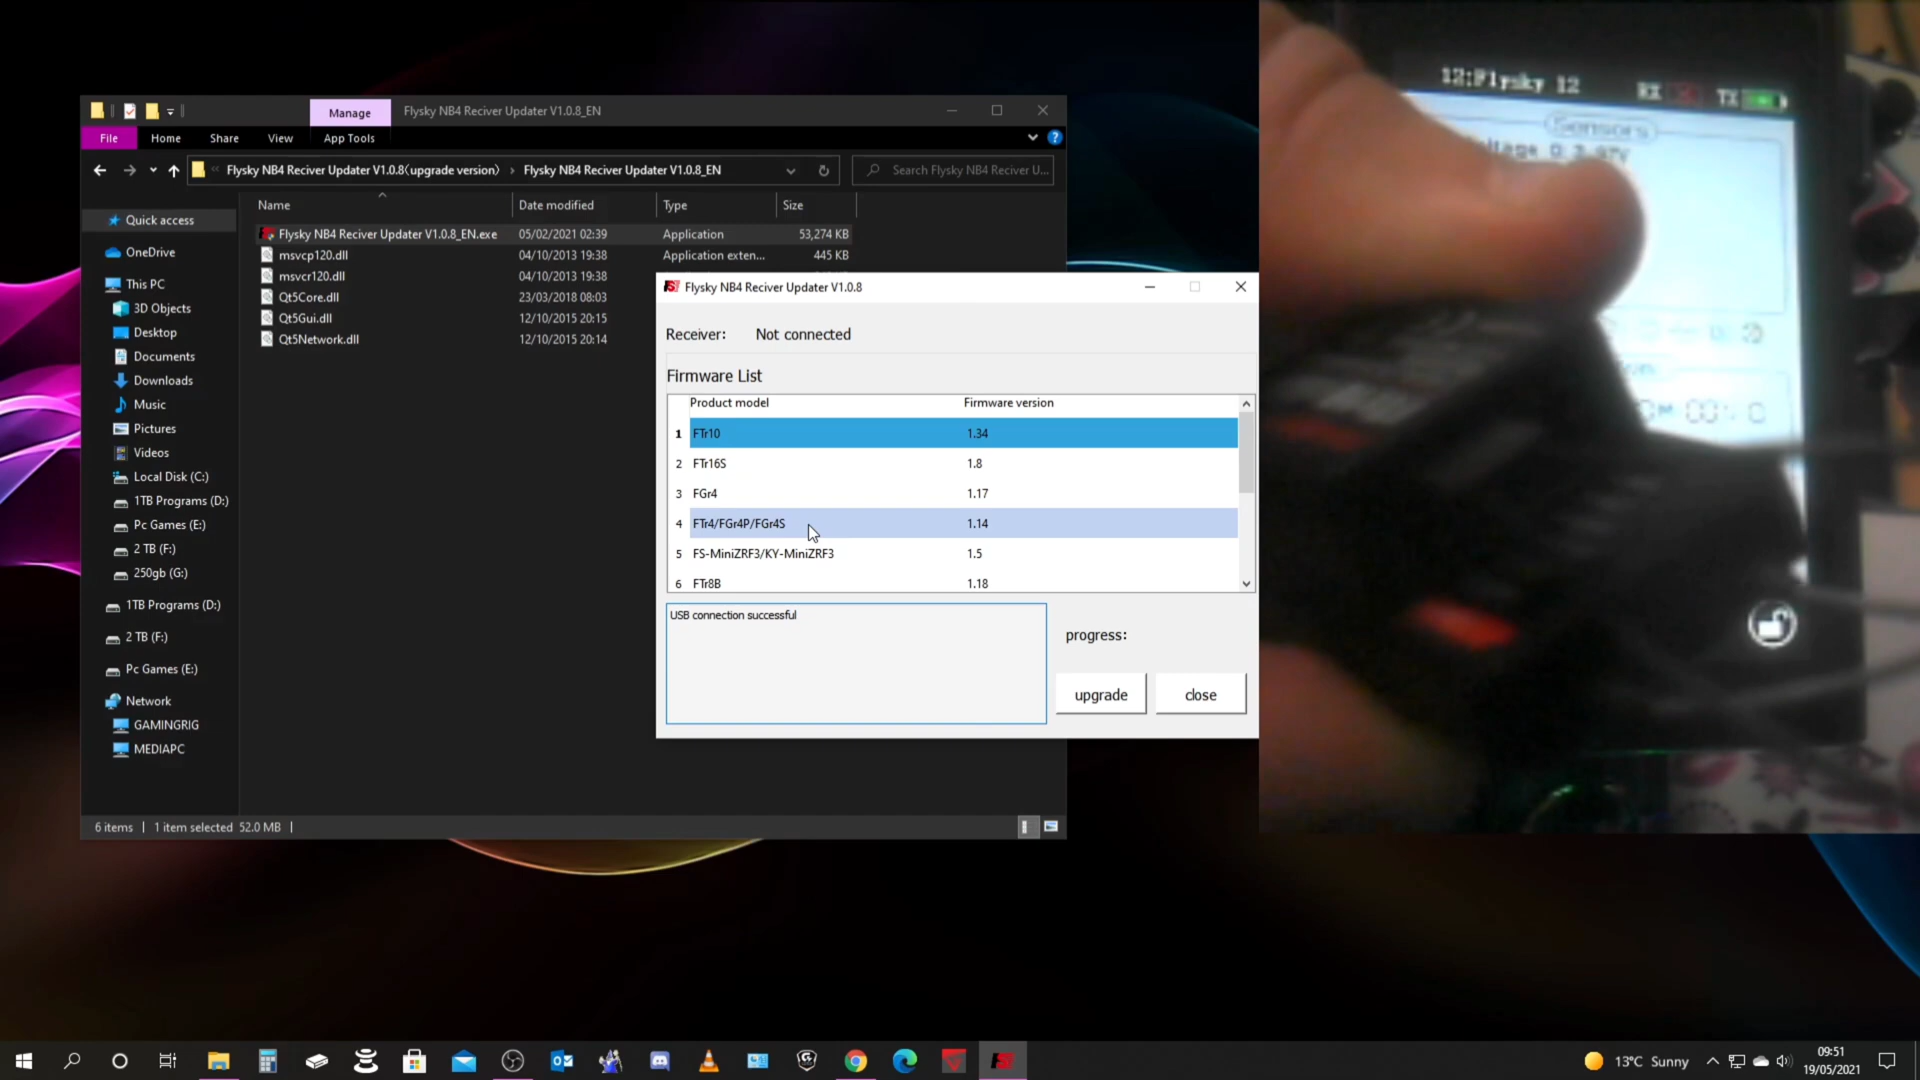 Manage
Flysky NB4 Reciver Updater V1.0.8_EN
File
Home
Share
View
App Tools
Flysky NB4 Reciver Updater V1.0.8(upgrade version) › Flysky NB4 Reciver Updater V1.0.8_EN
Search Flysky NB4 Reciver U...
Name
Date modified
Type
Size
Flysky NB4 Reciver Updater V1.0.8_EN.exe 05/02/2021 02:39 Application 53,274 KB
msvcp120.dll 04/10/2013 19:38 Application exten... 445 KB
msvcr120.dll 04/10/2013 19:38
Qt5Core.dll 23/03/2018 08:03
Qt5Gui.dll 12/10/2015 20:15
Qt5Network.dll 12/10/2015 20:14
Quick access
OneDrive
This PC
3D Objects
Desktop
Documents
Downloads
Music
Pictures
Videos
Local Disk (C:)
1TB Programs (D:)
Pc Games (E:)
2 TB (F:)
250gb (G:)
1TB Programs (D:)
2 TB (F:)
Pc Games (E:)
Network
GAMINGRIG
MEDIAPC
6 items
1 item selected 52.0 MB
Flysky NB4 Reciver Updater V1.0.8
Receiver: Not connected
Firmware List
Product model Firmware version
1 FTr10 1.34
2 FTr16S 1.8
3 FGr4 1.17
4 FTr4/FGr4P/FGr4S 1.14
5 FS-MiniZRF3/KY-MiniZRF3 1.5
6 FTr8B 1.18
USB connection successful
progress:
upgrade
close
12:Flysky 12
RX
TX
Sensors
13°C Sunny
09:51
19/05/2021